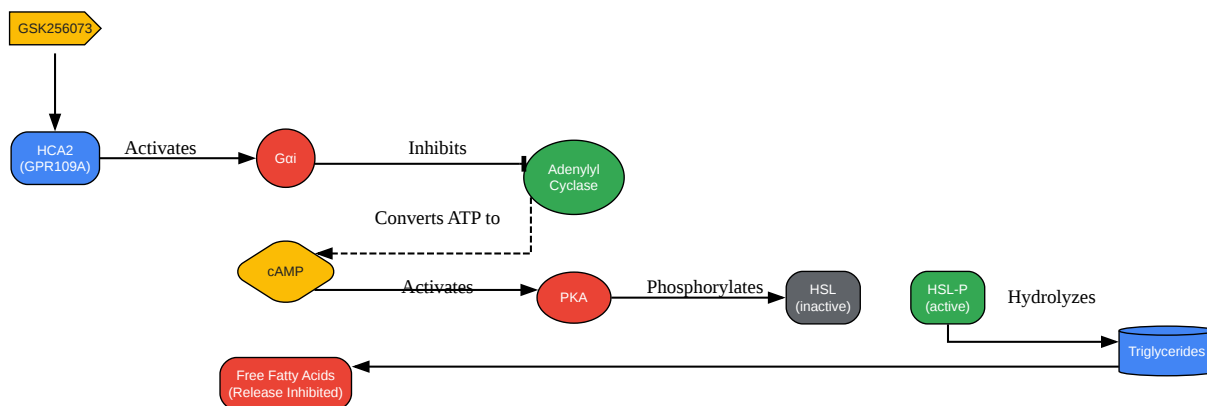 GSK256073
HCA2
(GPR109A)
Activates
Gαi
Inhibits
Adenylyl
Cyclase
Converts ATP to
cAMP
Activates
PKA
Phosphorylates
HSL
(inactive)
HSL-P
(active)
Hydrolyzes
Triglycerides
Free Fatty Acids
(Release Inhibited)